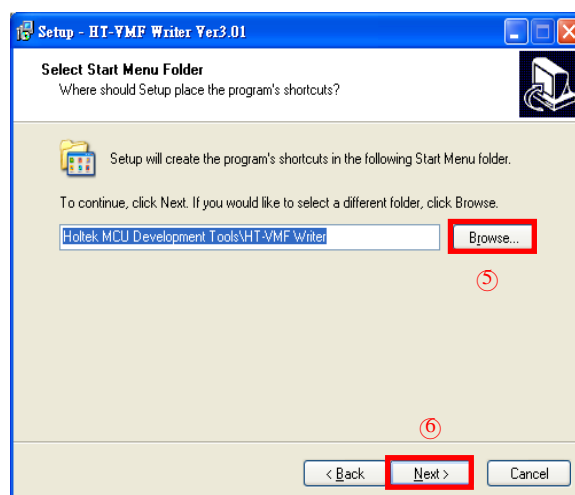 Setup - HT-VMF Writer Ver3.01
Select Start Menu Folder
Where should Setup place the program's shortcuts?
Setup will create the program's shortcuts in the following Start Menu folder.
To continue, click Next. If you would like to select a different folder, click Browse.
Holtek MCU Development Tools\HT-VMF Writer
Browse...
⑤
⑥
< Back
Next >
Cancel